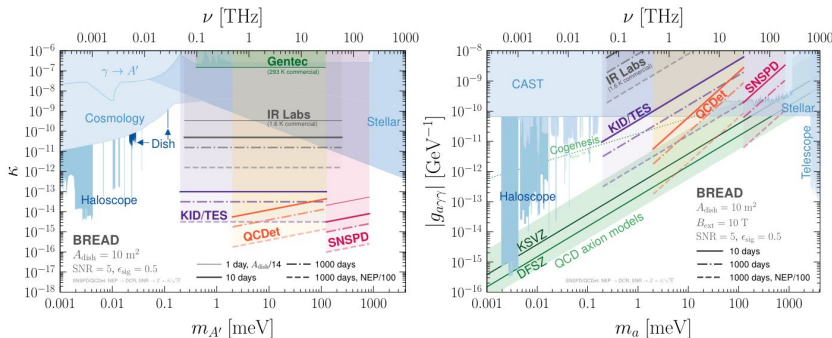 ν [THz]
0.001 0.01 0.1 1 10 100
10⁻⁶
10⁻⁷
10⁻⁸
10⁻⁹
10⁻¹⁰
10⁻¹¹
10⁻¹²
10⁻¹³
10⁻¹⁴
10⁻¹⁵
10⁻¹⁶
10⁻¹⁷
10⁻¹⁸
κ
γ → A′
Gentec
(293 K commercial)
IR Labs
(1.6 K commercial)
Cosmology
Dish
Stellar
Haloscope
KID/TES
QCDet
SNSPD
BREAD
A_dish = 10 m²
SNR = 5, ϵ_sig = 0.5
1 day, A_dish/14
10 days
1000 days
1000 days, NEP/100
0.001 0.01 0.1 1 10 100 1000
m_A′ [meV]
ν [THz]
0.001 0.01 0.1 1 10 100
10⁻⁶
10⁻⁷
10⁻⁸
10⁻⁹
10⁻¹⁰
10⁻¹¹
10⁻¹²
10⁻¹³
10⁻¹⁴
10⁻¹⁵
10⁻¹⁶
|g_aγγ| [GeV⁻¹]
CAST
IR Labs
(1.6 K commercial)
KID/TES
QCDet
SNSPD
Stellar
Cogenesis
Telescope
Haloscope
KSVZ
DFSZ
QCD axion models
BREAD
A_dish = 10 m²
B_ext = 10 T
SNR = 5, ϵ_sig = 0.5
10 days
1000 days
1000 days, NEP/100
0.001 0.01 0.1 1 10 100 1000
m_a [meV]